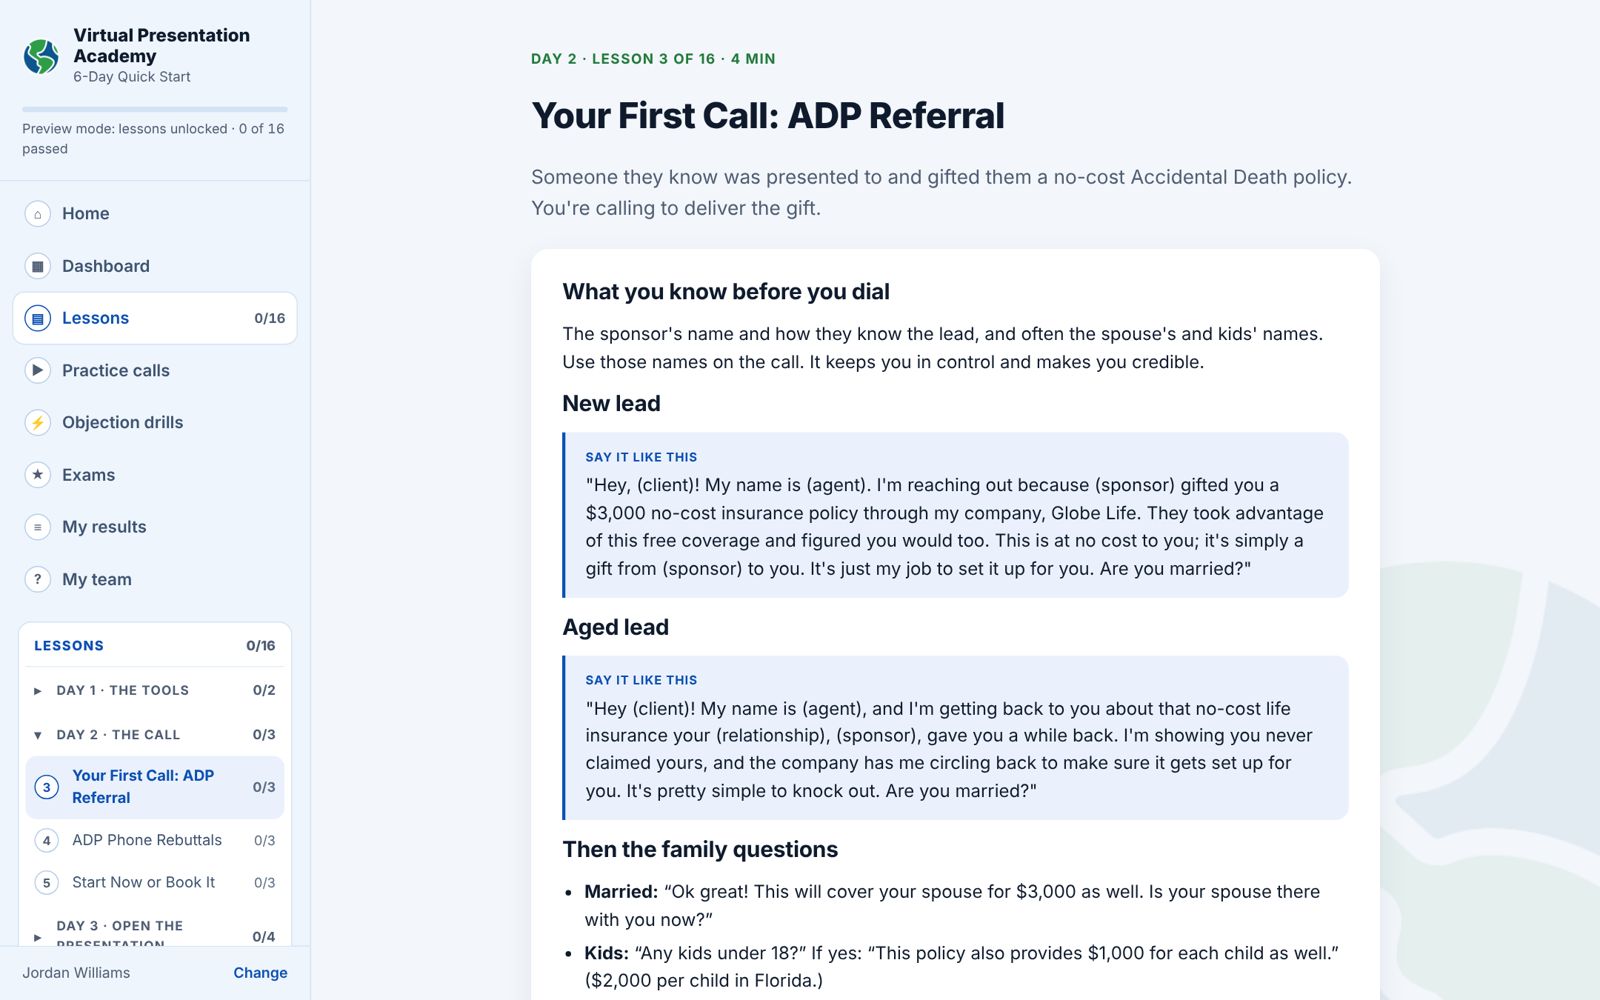 Virtual Presentation
Academy
6-Day Quick Start
Preview mode: lessons unlocked · 0 of 16
passed
Home
Dashboard
Lessons 0/16
Practice calls
Objection drills
Exams
? My team
My results
LESSONS 0/16
▸ DAY 1 · THE TOOLS 0/2
▾ DAY 2 · THE CALL 0/3
3 Your First Call: ADP
Referral 0/3
4 ADP Phone Rebuttals 0/3
5 Start Now or Book It 0/3
▸ DAY 3 · OPEN THE
PRESENTATION 0/4
Jordan Williams Change
DAY 2 · LESSON 3 OF 16 · 4 MIN
Your First Call: ADP Referral
Someone they know was presented to and gifted them a no-cost Accidental Death policy.
You're calling to deliver the gift.
What you know before you dial
The sponsor's name and how they know the lead, and often the spouse's and kids' names.
Use those names on the call. It keeps you in control and makes you credible.
New lead
SAY IT LIKE THIS
"Hey, (client)! My name is (agent). I'm reaching out because (sponsor) gifted you a
$3,000 no-cost insurance policy through my company, Globe Life. They took advantage
of this free coverage and figured you would too. This is at no cost to you; it's simply a
gift from (sponsor) to you. It's just my job to set it up for you. Are you married?"
Aged lead
SAY IT LIKE THIS
"Hey (client)! My name is (agent), and I'm getting back to you about that no-cost life
insurance your (relationship), (sponsor), gave you a while back. I'm showing you never
claimed yours, and the company has me circling back to make sure it gets set up for
you. It's pretty simple to knock out. Are you married?"
Then the family questions
• Married: “Ok great! This will cover your spouse for $3,000 as well. Is your spouse there
with you now?”
• Kids: “Any kids under 18?” If yes: “This policy also provides $1,000 for each child as well.”
($2,000 per child in Florida.)